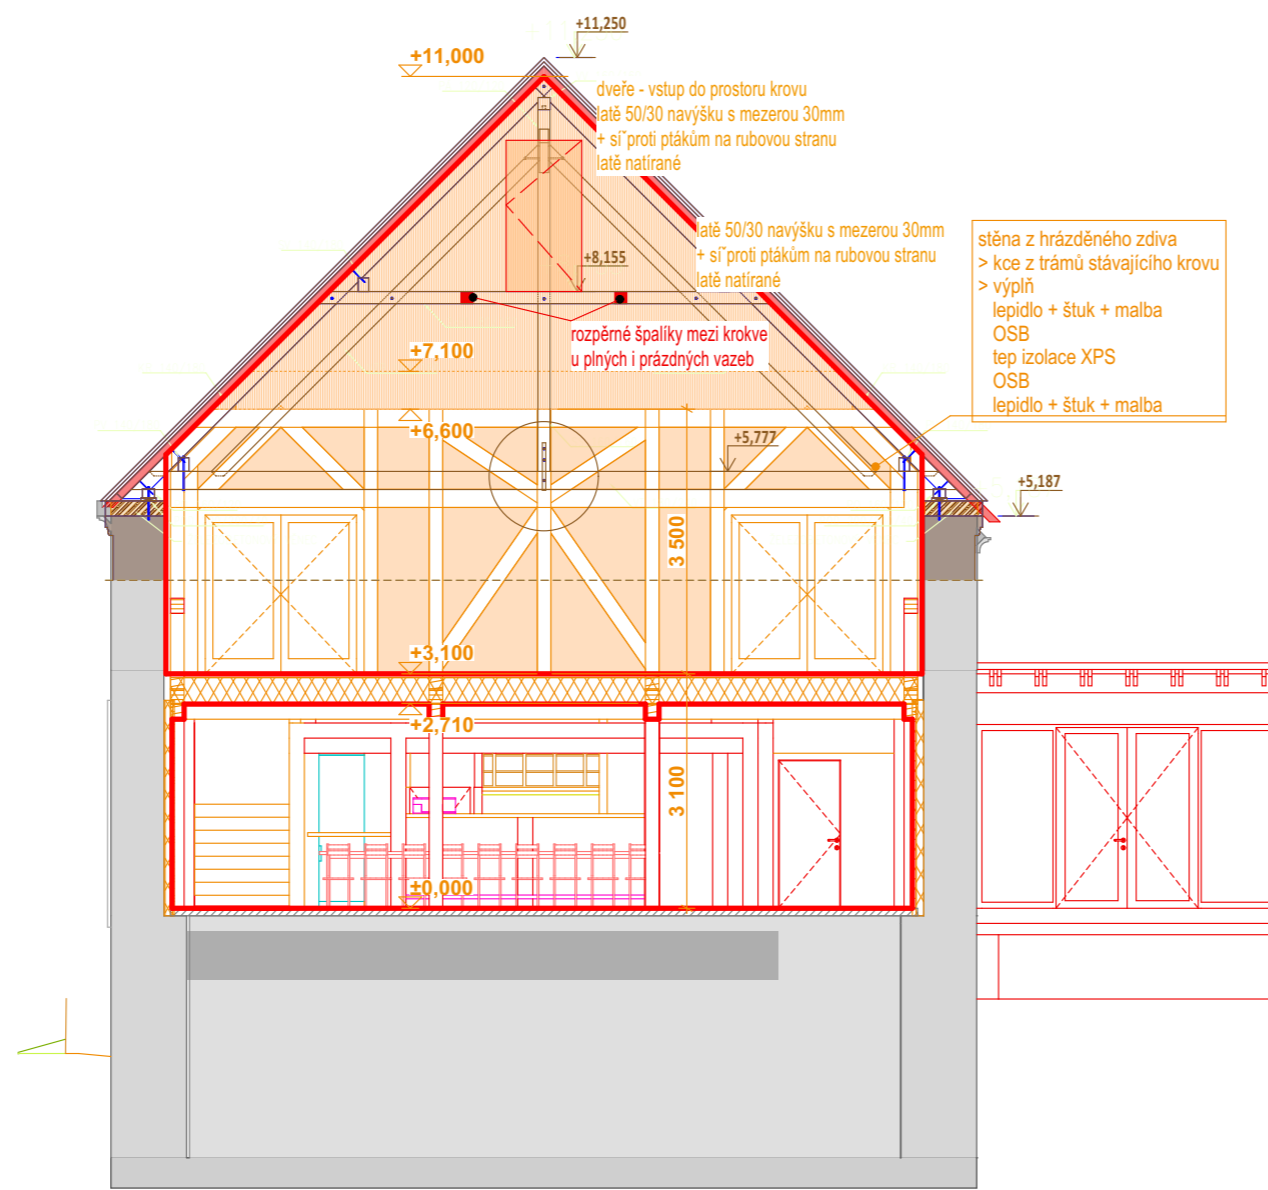 +11,250
+11,000
dveře - vstup do prostoru krovu
latě 50/30 navýšku s mezerou 30mm
+ síˇproti ptákům na rubovou stranu
latě natírané
latě 50/30 navýšku s mezerou 30mm
+ síˇproti ptákům na rubovou stranu
latě natírané
+8,155
stěna z hrázděného zdiva
> kce z trámů stávajícího krovu
> výplň
lepidlo + štuk + malba
OSB
tep izolace XPS
OSB
lepidlo + štuk + malba
rozpěrné špalíky mezi krokve
u plných i prázdných vazeb
+7,100
+6,600
+5,777
+5,187
3 500
+3,100
+2,710
3 100
±0,000